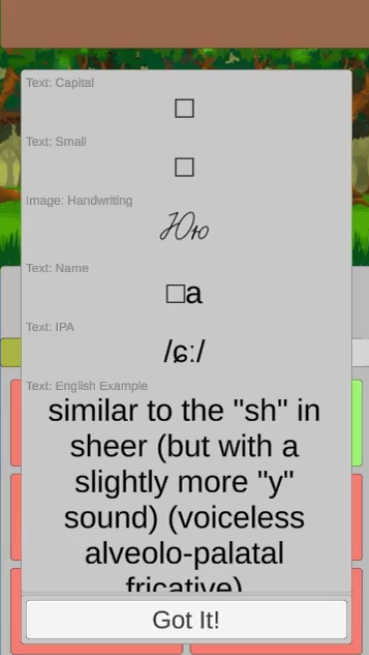 Text: Capital
□
Text: Small
□
Image: Handwriting
Юю
Text: Name
□a
Text: IPA
/ɕː/
Text: English Example
similar to the "sh" in
sheer (but with a
slightly more "y"
sound) (voiceless
alveolo-palatal
fricative)
Got It!